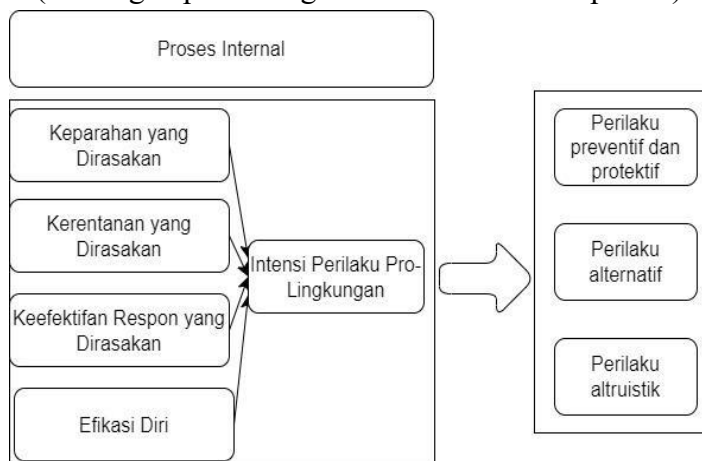 Proses Internal
Keparahan yang
Dirasakan
Kerentanan yang
Dirasakan
Keefektifan Respon yang
Dirasakan
Efikasi Diri
Intensi Perilaku Pro-
Lingkungan
Perilaku
preventif dan
protektif
Perilaku
alternatif
Perilaku
altruistik